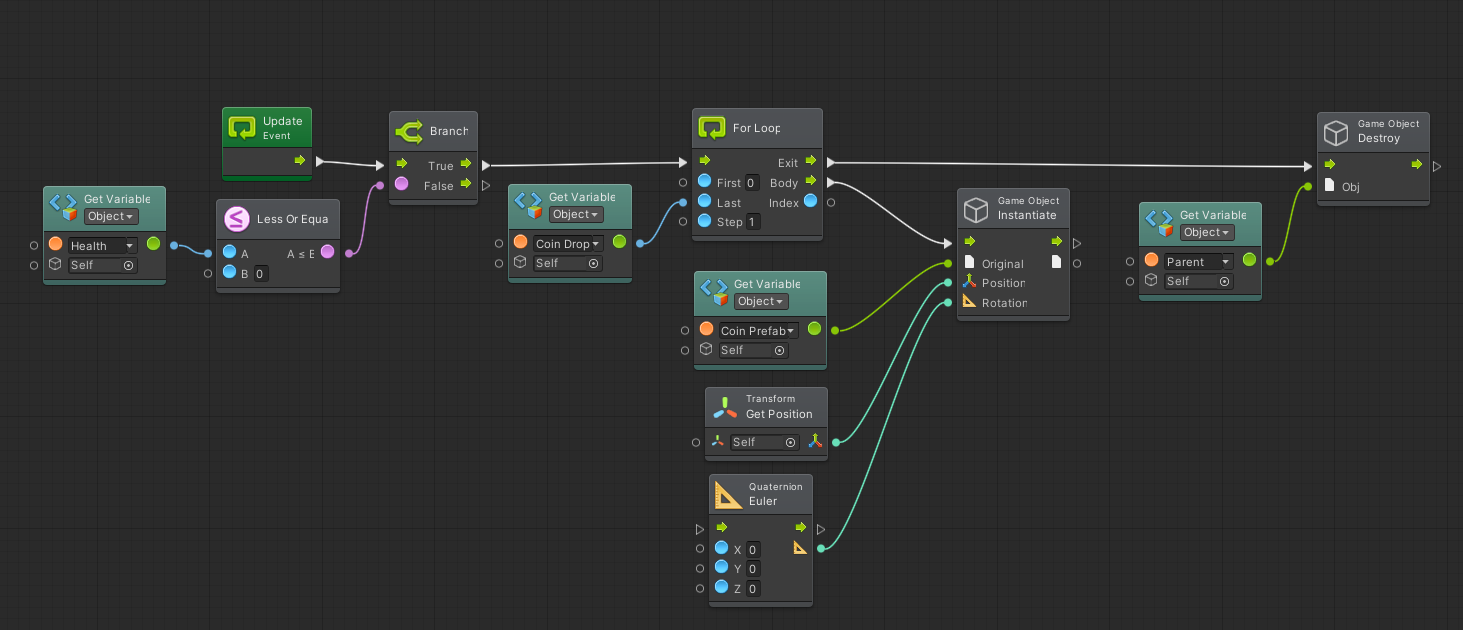 Update
Event
Branch
True
False
Get Variable
Object
Health
Self
Less Or Equa
A
A ≤ B
B 0
Get Variable
Object
Coin Drop
Self
For Loop
Exit
First 0
Body
Last
Index
Step 1
Get Variable
Object
Coin Prefab
Self
Transform
Get Position
Self
Quaternion
Euler
X 0
Y 0
Z 0
Game Object
Instantiate
Original
Position
Rotation
Get Variable
Object
Parent
Self
Game Object
Destroy
Obj